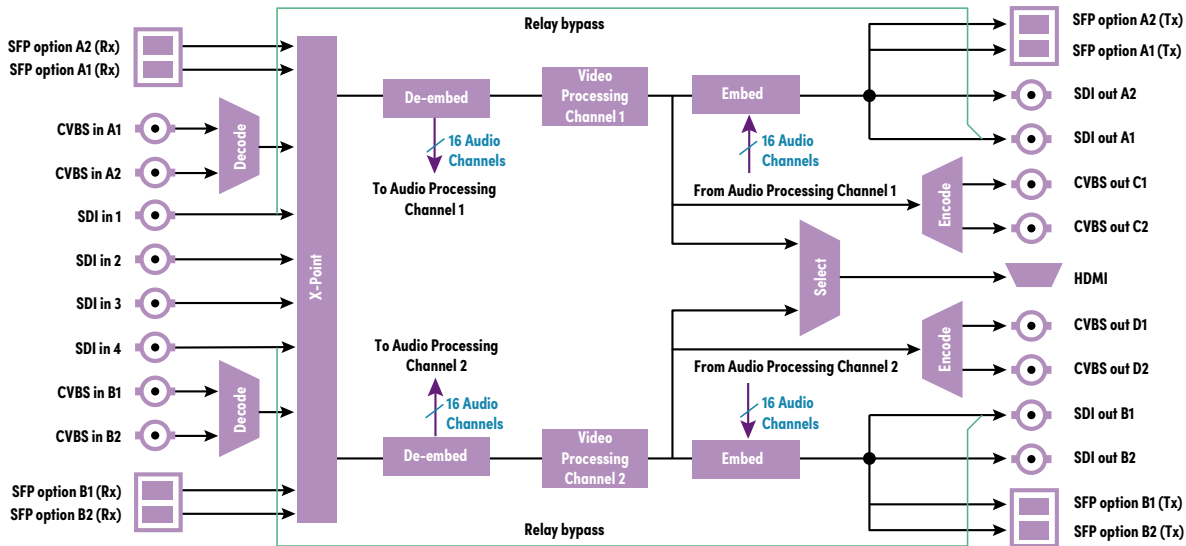 Relay bypass
SFP option A2 (Rx)
SFP option A1 (Rx)
CVBS in A1
CVBS in A2
SDI in 1
SDI in 2
SDI in 3
SDI in 4
CVBS in B1
CVBS in B2
SFP option B1 (Rx)
SFP option B2 (Rx)
Decode
Decode
X-Point
De-embed
16 Audio
Channels
To Audio Processing
Channel 1
Video
Processing
Channel 1
Embed
16 Audio
Channels
From Audio Processing Channel 1
Encode
Select
To Audio Processing
Channel 2
16 Audio
Channels
De-embed
Video
Processing
Channel 2
From Audio Processing Channel 2
16 Audio
Channels
Embed
Encode
SFP option A2 (Tx)
SFP option A1 (Tx)
SDI out A2
SDI out A1
CVBS out C1
CVBS out C2
HDMI
CVBS out D1
CVBS out D2
SDI out B1
SDI out B2
SFP option B1 (Tx)
SFP option B2 (Tx)
Relay bypass